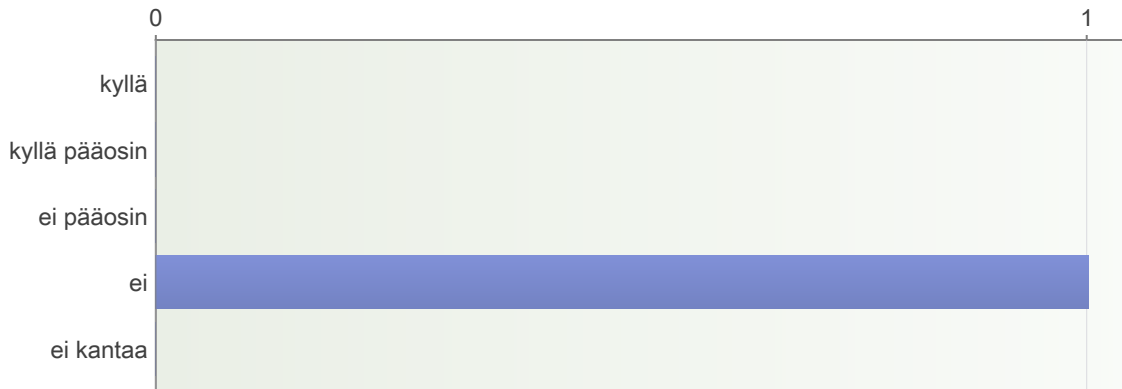 0 1
kyllä
kyllä pääosin
ei pääosin
ei
ei kantaa